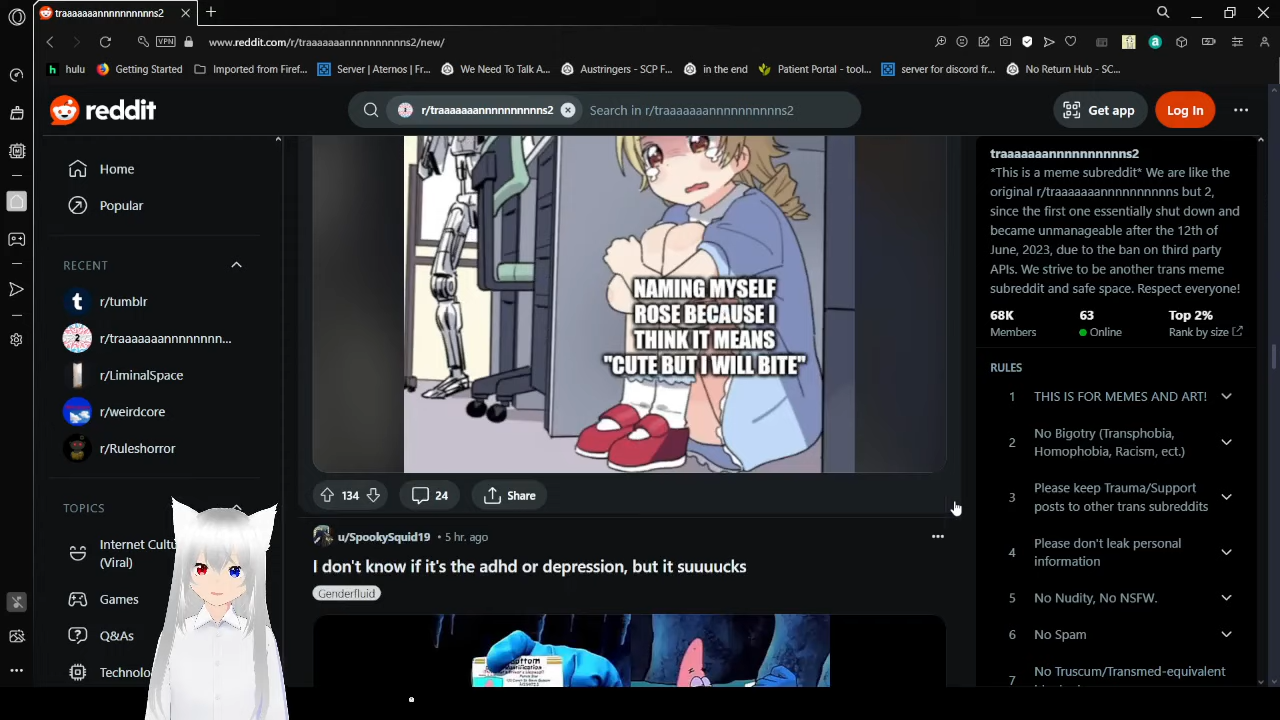 traaaaaaannnnnnnnnns2
VPN
www.reddit.com/r/traaaaaaannnnnnnnnns2/new/
hulu
Getting Started
Imported from Firef...
Server | Aternos | Fr...
We Need To Talk A...
Austringers - SCP F...
in the end
Patient Portal - tool...
server for discord fr...
No Return Hub - SC...
reddit
r/traaaaaaannnnnnnnnns2
Search in r/traaaaaaannnnnnnnnns2
Get app
Log In
Home
Popular
RECENT
r/tumblr
r/traaaaaaannnnnnn...
r/LiminalSpace
r/weirdcore
r/Ruleshorror
TOPICS
Internet Cultu
(Viral)
Games
Q&As
Technolo
NAMING MYSELF
ROSE BECAUSE I
THINK IT MEANS
"CUTE BUT I WILL BITE"
134
24
Share
u/SpookySquid19 • 5 hr. ago
I don't know if it's the adhd or depression, but it suuuucks
Genderfluid
traaaaaaannnnnnnnnns2
*This is a meme subreddit* We are like the
original r/traaaaaaannnnnnnnnns but 2,
since the first one essentially shut down and
became unmanageable after the 12th of
June, 2023, due to the ban on third party
APIs. We strive to be another trans meme
subreddit and safe space. Respect everyone!
68K
Members
63
Online
Top 2%
Rank by size
RULES
1 THIS IS FOR MEMES AND ART!
2 No Bigotry (Transphobia,
Homophobia, Racism, ect.)
3 Please keep Trauma/Support
posts to other trans subreddits
4 Please don't leak personal
information
5 No Nudity, No NSFW.
6 No Spam
7 No Truscum/Transmed-equivalent